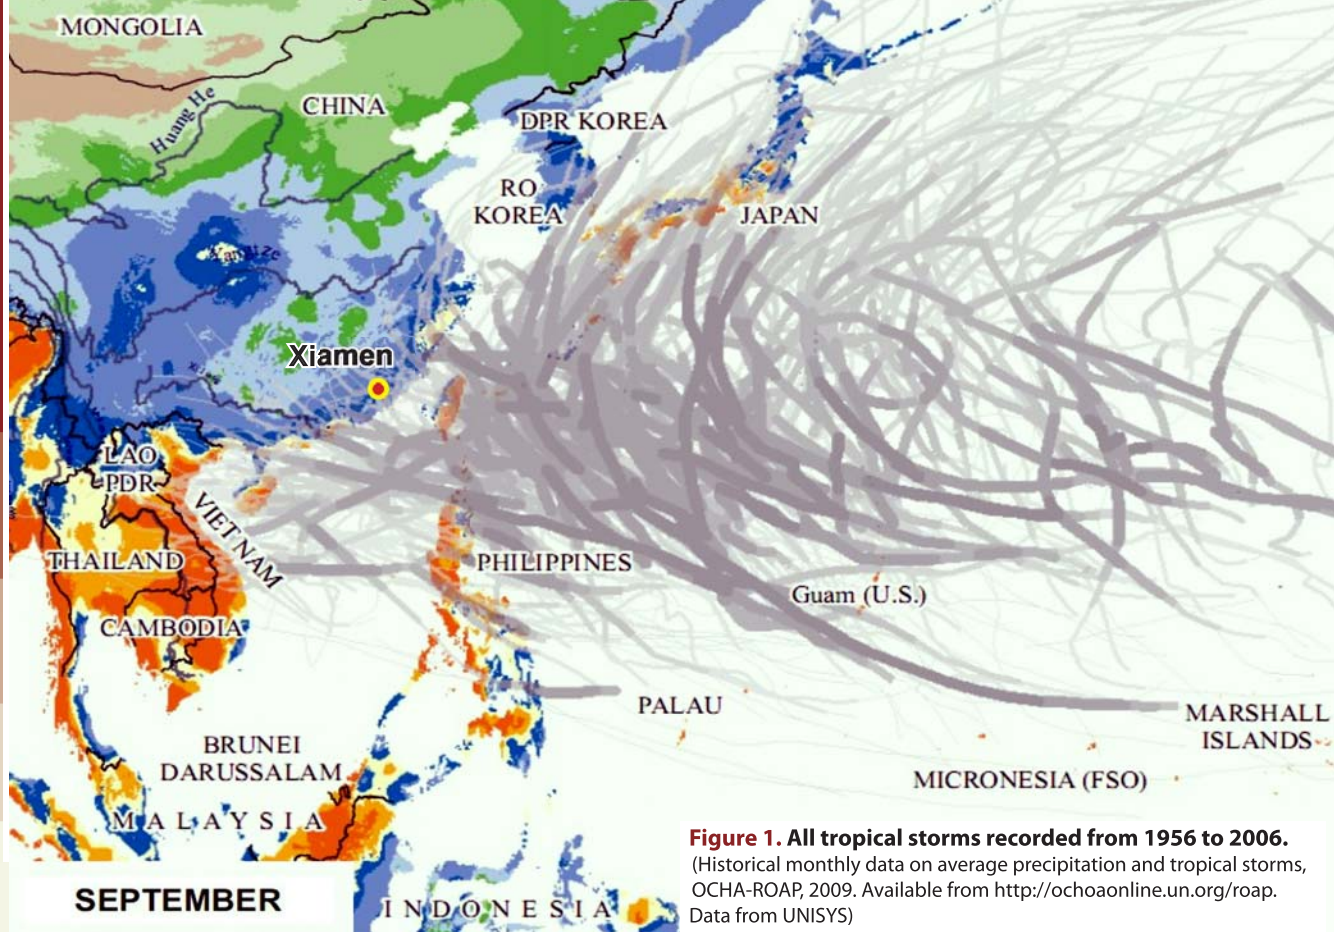 MONGOLIA
CHINA
Huang He
DPR KOREA
RO
KOREA
JAPAN
Yangtze
Xiamen
LAO
PDR
VIET NAM
THAILAND
CAMBODIA
PHILIPPINES
Guam (U.S.)
PALAU
MARSHALL
ISLANDS
BRUNEI
DARUSSALAM
MICRONESIA (FSO)
MALAYSIA
INDONESIA
SEPTEMBER
Figure 1. All tropical storms recorded from 1956 to 2006.
(Historical monthly data on average precipitation and tropical storms,
OCHA-ROAP, 2009. Available from http://ochoaonline.un.org/roap.
Data from UNISYS)